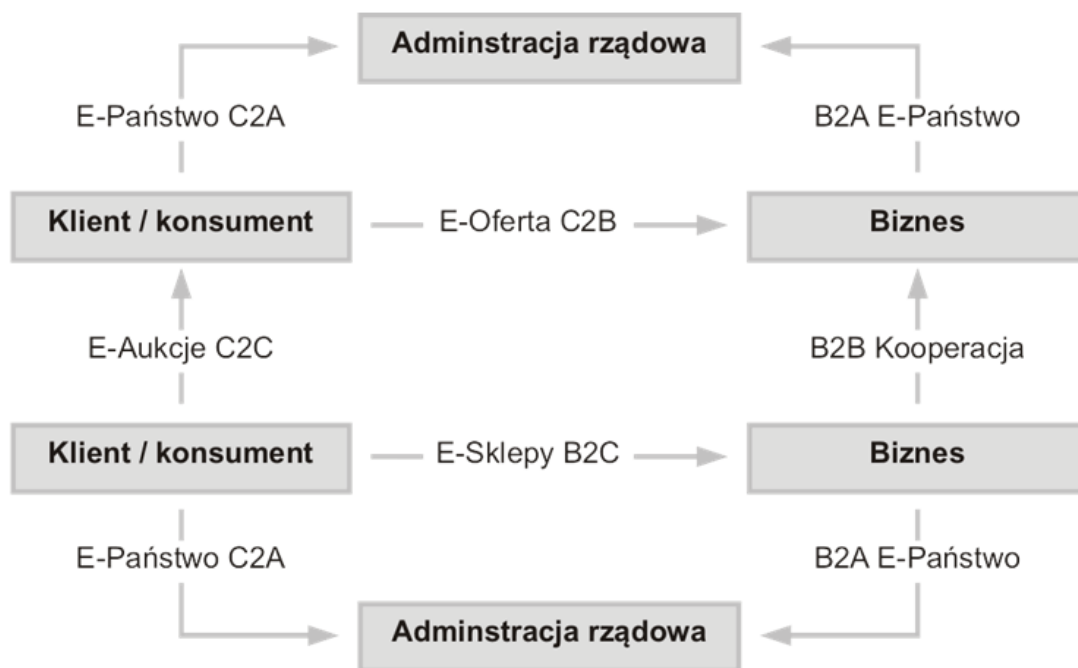 Adminstracja rządowa
E-Państwo C2A
B2A E-Państwo
Klient / konsument
E-Oferta C2B
Biznes
E-Aukcje C2C
B2B Kooperacja
Klient / konsument
E-Sklepy B2C
Biznes
E-Państwo C2A
B2A E-Państwo
Adminstracja rządowa